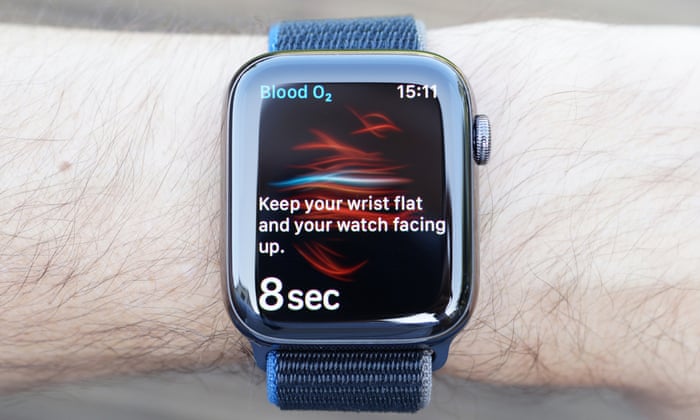 Blood O₂ 15:11
Keep your wrist flat
and your watch facing
up.
8 sec